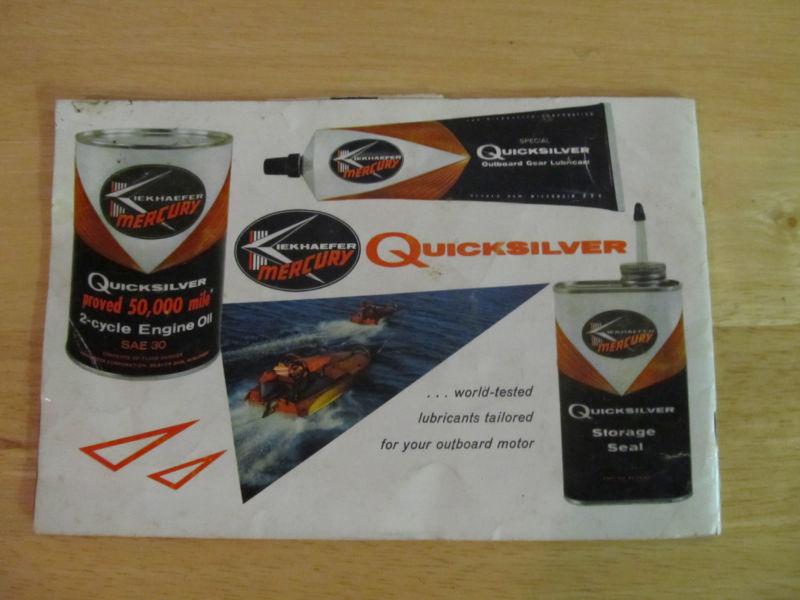 KIEKHAEFER
MERCURY
QUICKSILVER
proved 50,000 mile*
2-cycle Engine Oil
SAE 30
KIEKHAEFER
MERCURY
SPECIAL
QUICKSILVER
Outboard Gear Lubricant
KIEKHAEFER
MERCURY
QUICKSILVER
. . . world-tested
lubricants tailored
for your outboard motor
KIEKHAEFER
MERCURY
QUICKSILVER
Storage
Seal